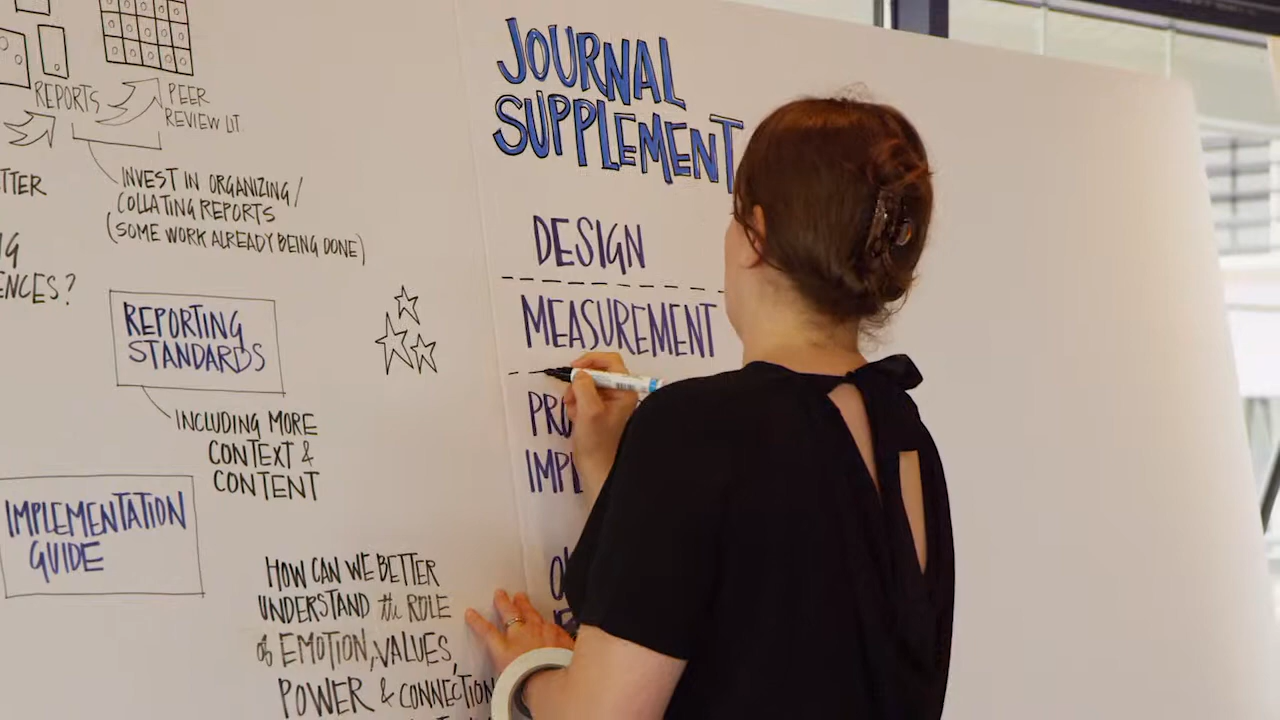 REPORTS
PEER
REVIEW LIT
INVEST IN ORGANIZING/
COLLATING REPORTS
(SOME WORK ALREADY BEING DONE)
REPORTING
STANDARDS
INCLUDING MORE
CONTEXT &
CONTENT
IMPLEMENTATION
GUIDE
HOW CAN WE BETTER
UNDERSTAND the ROLE
of EMOTION, VALUES,
POWER & CONNECTION
JOURNAL
SUPPLEMENT
DESIGN
MEASUREMENT